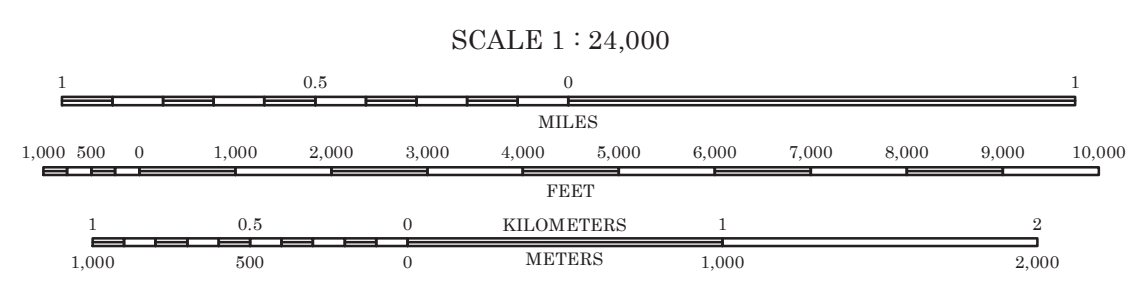 SCALE 1 : 24,000
1 0.5 0 1
MILES
1,000 500 0 1,000 2,000 3,000 4,000 5,000 6,000 7,000 8,000 9,000 10,000
FEET
1 0.5 0 KILOMETERS 1 2
1,000 500 0 METERS 1,000 2,000